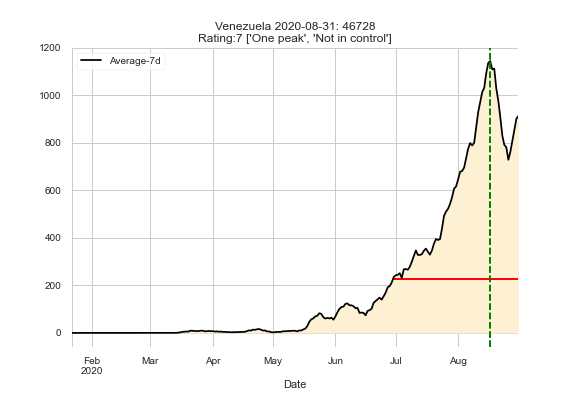 Venezuela 2020-08-31: 46728
Rating:7 ['One peak', 'Not in control']
1200
Average-7d
1000
800
600
400
200
0
Feb Mar Apr May Jun Jul Aug
2020
Date